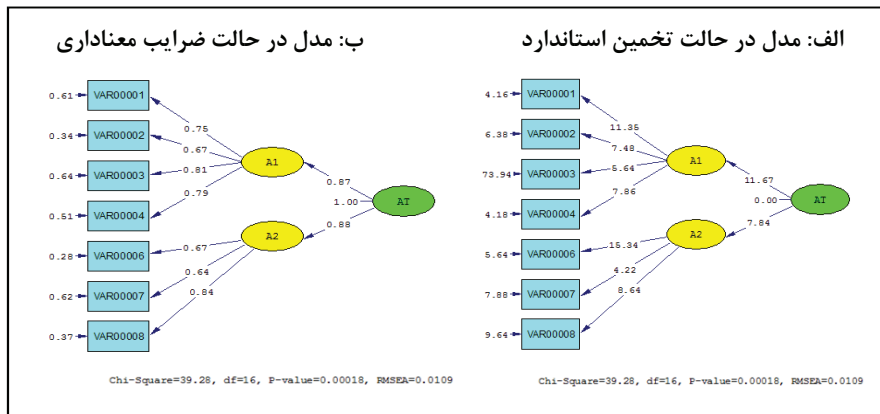 الف: مدل در حالت تخمین استاندارد
4.16 VAR00001
6.38 VAR00002
73.94 VAR00003
4.18 VAR00004
5.64 VAR00006
7.88 VAR00007
9.64 VAR00008
11.35
7.48
5.64
7.86
15.34
4.22
8.64
A1
A2
11.67
0.00
7.84
AT
Chi-Square=39.28, df=16, P-value=0.00018, RMSEA=0.0109
ب: مدل در حالت ضرایب معناداری
0.61 VAR00001
0.34 VAR00002
0.64 VAR00003
0.51 VAR00004
0.28 VAR00006
0.62 VAR00007
0.37 VAR00008
0.75
0.67
0.81
0.79
0.67
0.64
0.84
A1
A2
0.87
1.00
0.88
AT
Chi-Square=39.28, df=16, P-value=0.00018, RMSEA=0.0109